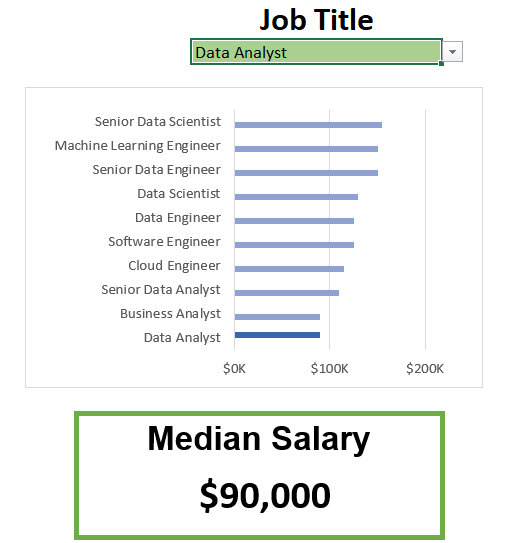 Job Title
Data Analyst
Senior Data Scientist
Machine Learning Engineer
Senior Data Engineer
Data Scientist
Data Engineer
Software Engineer
Cloud Engineer
Senior Data Analyst
Business Analyst
Data Analyst
$0K $100K $200K
Median Salary
$90,000